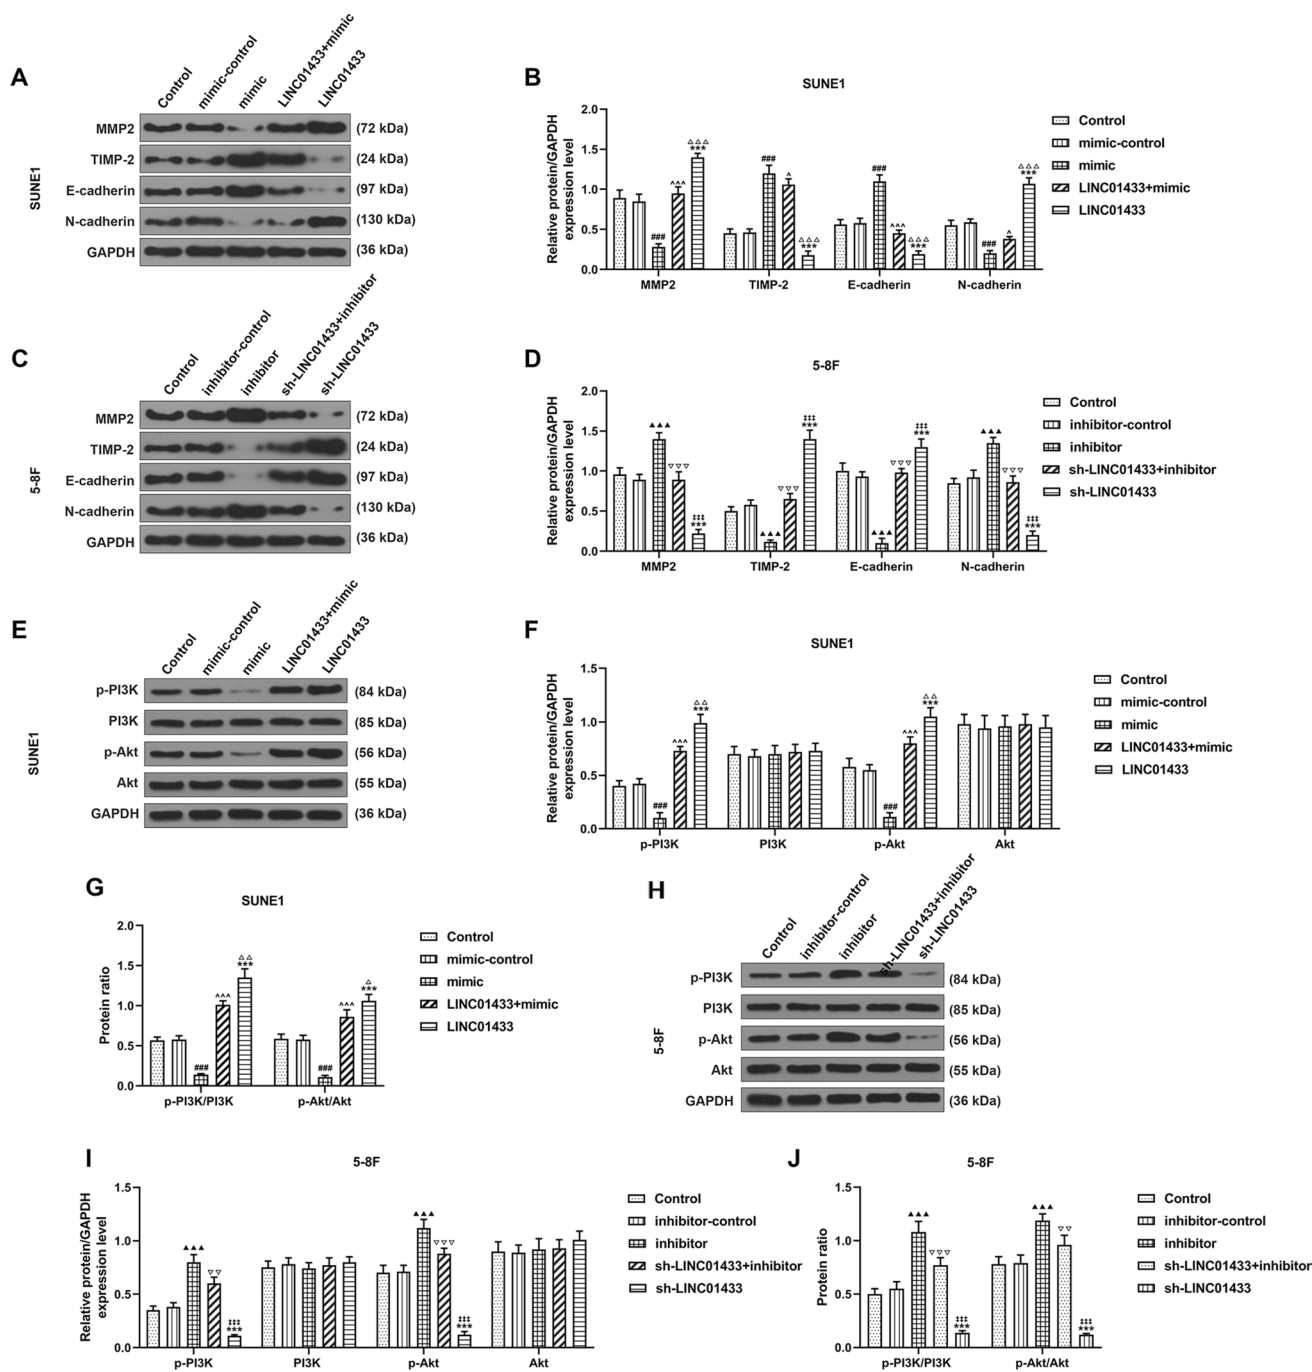 A
Control
mimic-control
mimic
LINC01433+mimic
LINC01433
SUNE1
MMP2 (72 kDa)
TIMP-2 (24 kDa)
E-cadherin (97 kDa)
N-cadherin (130 kDa)
GAPDH (36 kDa)
B
SUNE1
Relative protein/GAPDH
expression level
2.0
1.5
1.0
0.5
0.0
### ^^^ △△△ ***
### ^ △△△ ***
### ^^^ △△△ ***
### ^ △△△ ***
MMP2 TIMP-2 E-cadherin N-cadherin
Control
mimic-control
mimic
LINC01433+mimic
LINC01433
C
Control
inhibitor-control
inhibitor
sh-LINC01433+inhibitor
sh-LINC01433
5-8F
MMP2 (72 kDa)
TIMP-2 (24 kDa)
E-cadherin (97 kDa)
N-cadherin (130 kDa)
GAPDH (36 kDa)
D
5-8F
Relative protein/GAPDH
expression level
2.0
1.5
1.0
0.5
0.0
▲▲▲ ▽▽▽ ‡‡‡ ***
▲▲▲ ▽▽▽ ‡‡‡ ***
▲▲▲ ▽▽▽ ‡‡‡ ***
▲▲▲ ▽▽▽ ‡‡‡ ***
MMP2 TIMP-2 E-cadherin N-cadherin
Control
inhibitor-control
inhibitor
sh-LINC01433+inhibitor
sh-LINC01433
E
Control
mimic-control
mimic
LINC01433+mimic
LINC01433
SUNE1
p-PI3K (84 kDa)
PI3K (85 kDa)
p-Akt (56 kDa)
Akt (55 kDa)
GAPDH (36 kDa)
F
SUNE1
Relative protein/GAPDH
expression level
1.5
1.0
0.5
0.0
### ^^^ △△ ***
### ^^^ △△ ***
p-PI3K PI3K p-Akt Akt
Control
mimic-control
mimic
LINC01433+mimic
LINC01433
G
SUNE1
Protein ratio
2.0
1.5
1.0
0.5
0.0
### ^^^ △△ ***
### ^^^ △ ***
p-PI3K/PI3K p-Akt/Akt
Control
mimic-control
mimic
LINC01433+mimic
LINC01433
H
Control
inhibitor-control
inhibitor
sh-LINC01433+inhibitor
sh-LINC01433
5-8F
p-PI3K (84 kDa)
PI3K (85 kDa)
p-Akt (56 kDa)
Akt (55 kDa)
GAPDH (36 kDa)
I
5-8F
Relative protein/GAPDH
expression level
1.5
1.0
0.5
0.0
▲▲▲ ▽▽ ‡‡‡ ***
▲▲▲ ▽▽▽ ‡‡‡ ***
p-PI3K PI3K p-Akt Akt
Control
inhibitor-control
inhibitor
sh-LINC01433+inhibitor
sh-LINC01433
J
5-8F
Protein ratio
1.5
1.0
0.5
0.0
▲▲▲ ▽▽▽ ‡‡‡ ***
▲▲▲ ▽▽ ‡‡‡ ***
p-PI3K/PI3K p-Akt/Akt
Control
inhibitor-control
inhibitor
sh-LINC01433+inhibitor
sh-LINC01433